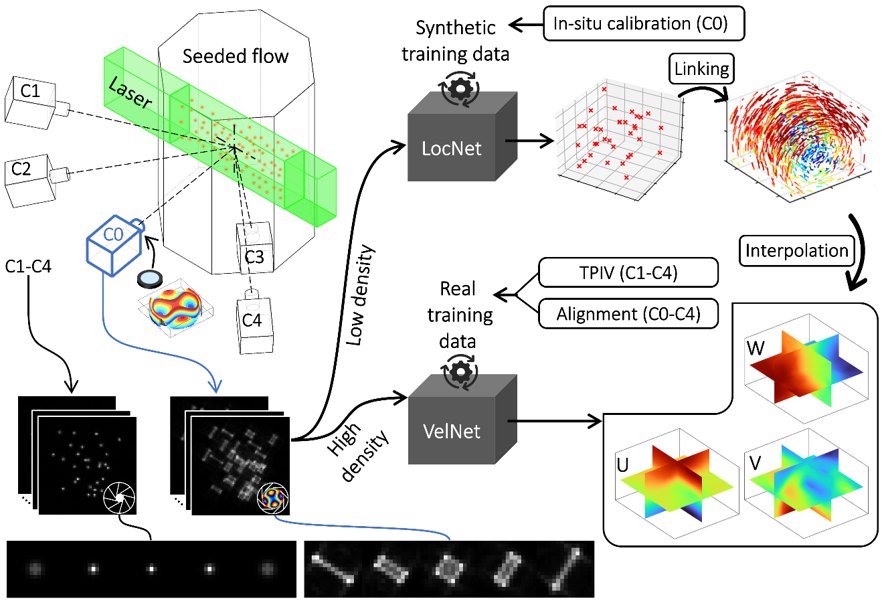 Synthetic
training data
In-situ calibration (C0)
Seeded flow
C1
Laser
Linking
LocNet
C2
C0
C3
Interpolation
C1-C4
C4
Low density
Real
training
data
TPIV (C1-C4)
Alignment (C0-C4)
W
High
density
VelNet
U
V